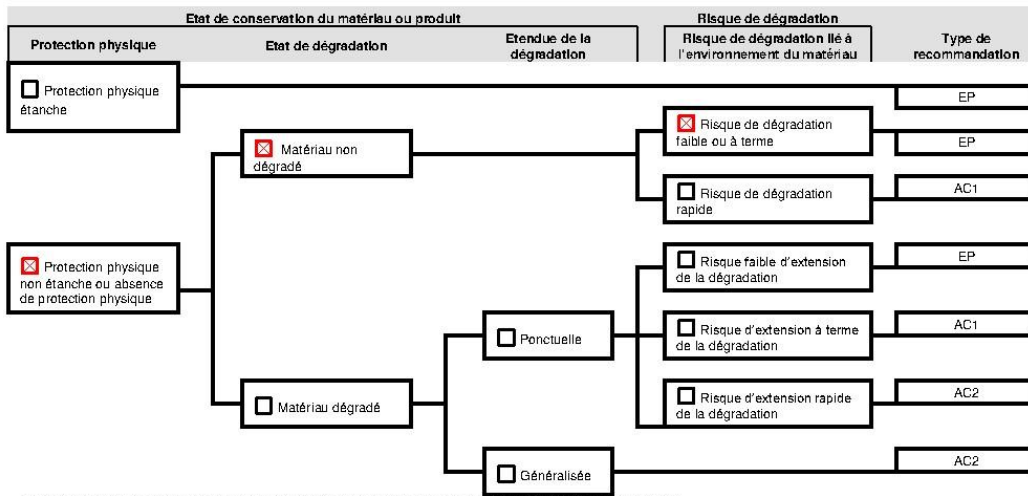 Etat de conservation du matériau ou produit
Risque de dégradation
Protection physique
Etat de dégradation
Etendue de la
dégradation
Risque de dégradation lié à
l'environnement du matériau
Type de
recommandation
Protection physique
étanche
EP
Matériau non
dégradé
Risque de dégradation
faible ou à terme
EP
Risque de dégradation
rapide
AC1
Protection physique
non étanche ou absence
de protection physique
Risque faible d'extension
de la dégradation
EP
Ponctuelle
Risque d'extension à terme
de la dégradation
AC1
Matériau dégradé
Risque d'extension rapide
de la dégradation
AC2
Généralisée
AC2